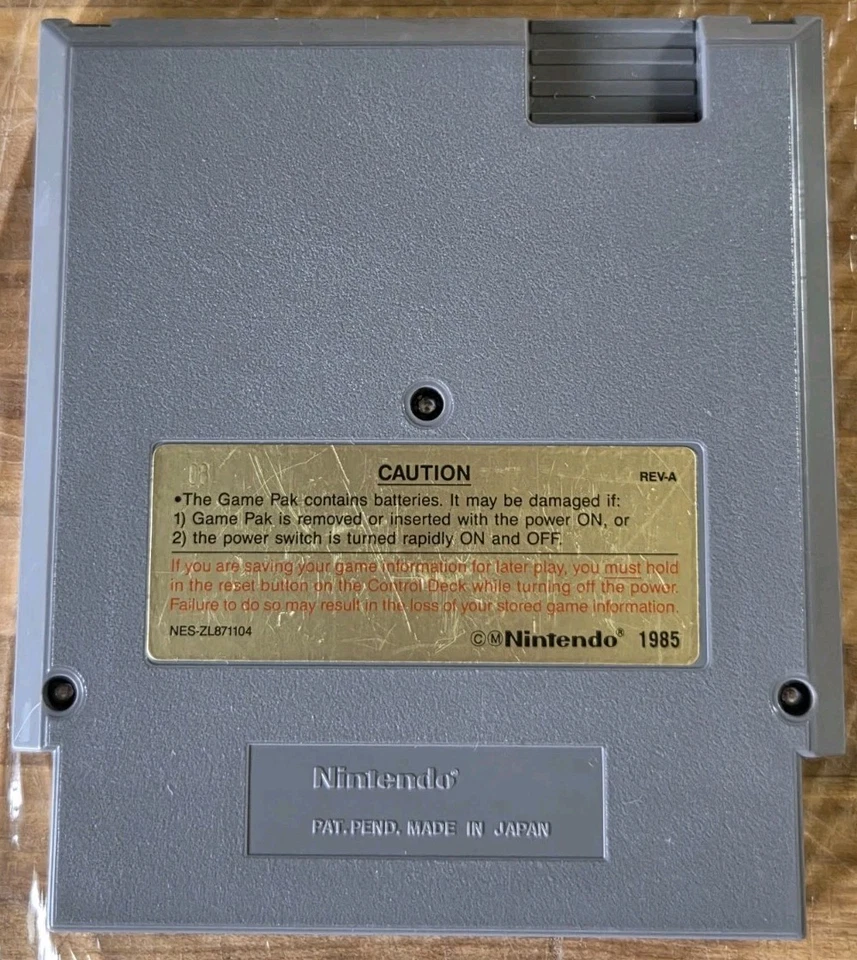 CAUTION
REV-A
•The Game Pak contains batteries. It may be damaged if:
1) Game Pak is removed or inserted with the power ON, or
2) the power switch is turned rapidly ON and OFF.
If you are saving your game information for later play, you must hold
in the reset button on the Control Deck while turning off the power.
Failure to do so may result in the loss of your stored game information.
NES-ZL871104
©Ⓜ Nintendo® 1985
Nintendo®
PAT. PEND. MADE IN JAPAN